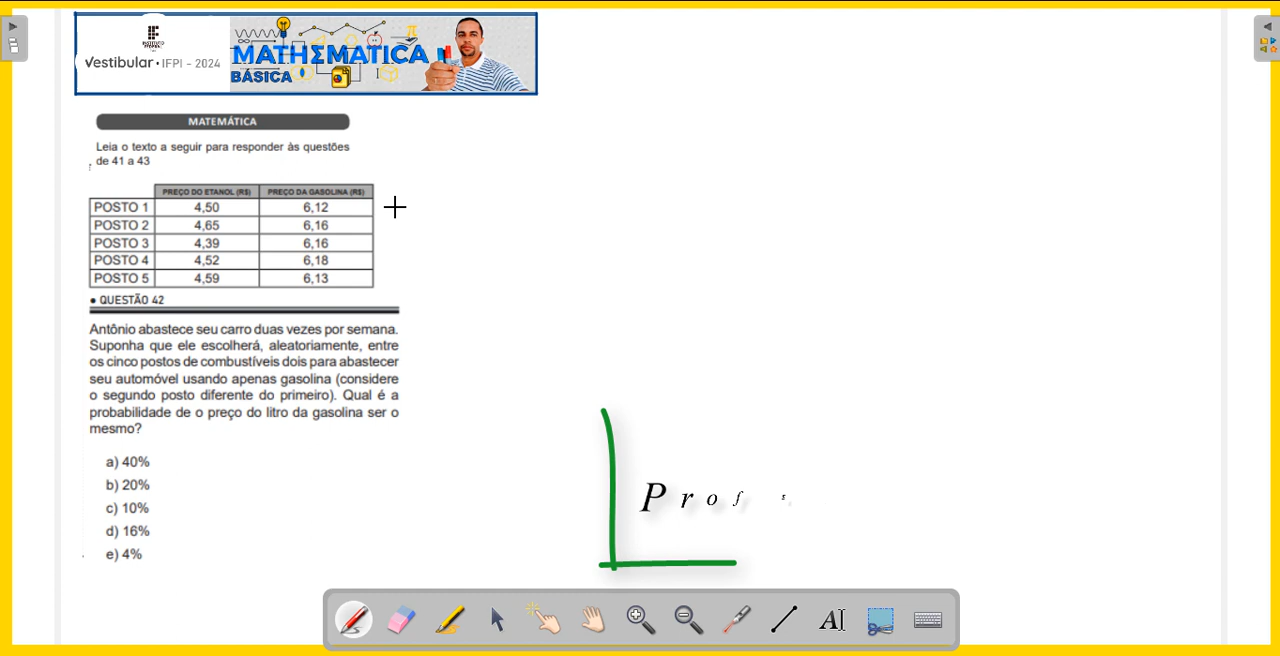 INSTITUTO FEDERAL
Vestibular • IFPI - 2024
MATHΣMATICA
BÁSICA
MATEMÁTICA
Leia o texto a seguir para responder às questões
de 41 a 43
PREÇO DO ETANOL (R$) PREÇO DA GASOLINA (R$)
POSTO 1 4,50 6,12
POSTO 2 4,65 6,16
POSTO 3 4,39 6,16
POSTO 4 4,52 6,18
POSTO 5 4,59 6,13
• QUESTÃO 42
Antônio abastece seu carro duas vezes por semana.
Suponha que ele escolherá, aleatoriamente, entre
os cinco postos de combustíveis dois para abastecer
seu automóvel usando apenas gasolina (considere
o segundo posto diferente do primeiro). Qual é a
probabilidade de o preço do litro da gasolina ser o
mesmo?
a) 40%
b) 20%
c) 10%
d) 16%
e) 4%
Prof s